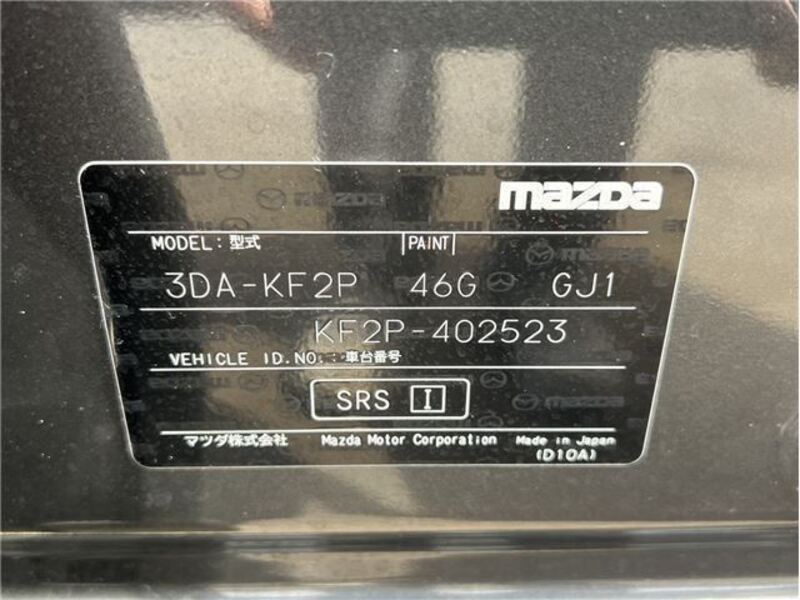 mazda
MODEL:型式 PAINT
3DA-KF2P 46G GJ1
KF2P-402523
VEHICLE ID.NO.:車台番号
SRS I
マツダ株式会社 Mazda Motor Corporation Made in Japan
(D10A)